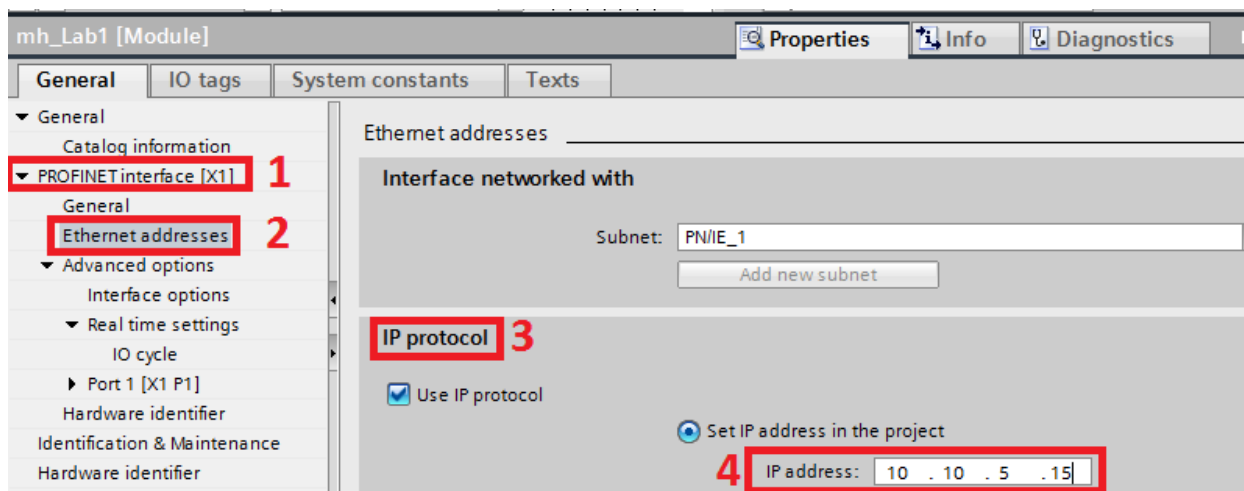 mh_Lab1 [Module]
Properties
Info
Diagnostics
General
IO tags
System constants
Texts
General
Catalog information
PROFINET interface [X1]
1
General
Ethernet addresses
2
Advanced options
Interface options
Real time settings
IO cycle
Port 1 [X1 P1]
Hardware identifier
Identification & Maintenance
Hardware identifier
Ethernet addresses
Interface networked with
Subnet: PN/IE_1
Add new subnet
IP protocol
3
Use IP protocol
Set IP address in the project
4
IP address: 10 . 10 . 5 . 15